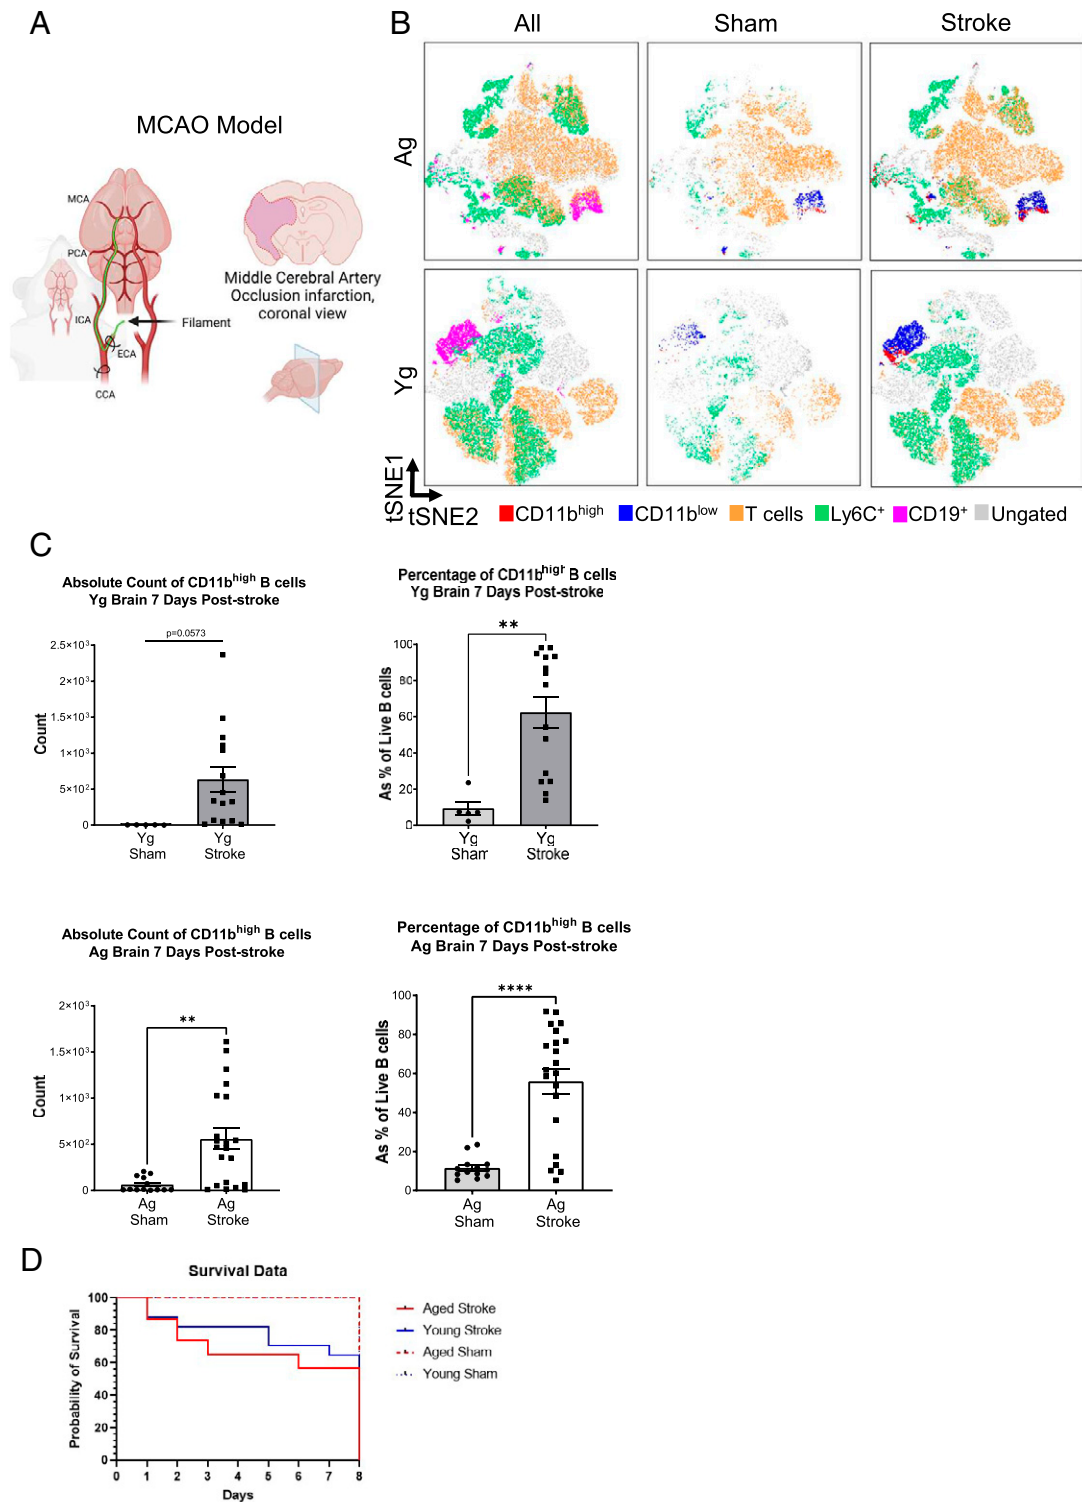 A
MCAO Model
MCA
PCA
ICA
ECA
CCA
Filament
Middle Cerebral Artery
Occlusion infarction,
coronal view
B
All Sham Stroke
Ag
Yg
tSNE1
tSNE2
CD11bhigh CD11blow T cells Ly6C+ CD19+ Ungated
C
Absolute Count of CD11bhigh B cells
Yg Brain 7 Days Post-stroke
p=0.0573
2.5×10³
2×10³
1.5×10³
1×10³
5×10²
0
Count
Yg Sham
Yg Stroke
Percentage of CD11bhigh B cells
Yg Brain 7 Days Post-stroke
**
100
80
60
40
20
0
As % of Live B cells
Yg Sham
Yg Stroke
Absolute Count of CD11bhigh B cells
Ag Brain 7 Days Post-stroke
**
2×10³
1.5×10³
1×10³
5×10²
0
Count
Ag Sham
Ag Stroke
Percentage of CD11bhigh B cells
Ag Brain 7 Days Post-stroke
****
100
80
60
40
20
0
As % of Live B cells
Ag Sham
Ag Stroke
D
Survival Data
100
80
60
40
20
0
Probability of Survival
0 1 2 3 4 5 6 7 8
Days
Aged Stroke
Young Stroke
Aged Sham
Young Sham